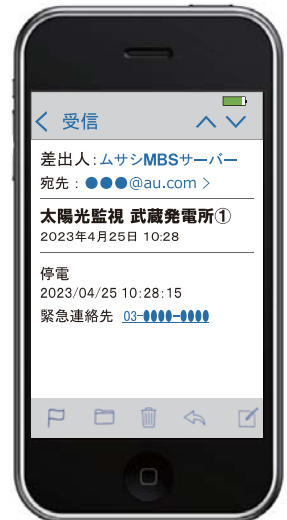 受信
差出人:ムサシMBSサーバー
宛先:●●●@au.com >
太陽光監視 武蔵発電所①
2023年4月25日 10:28
停電
2023/04/25 10:28:15
緊急連絡先 03-●●●●-●●●●